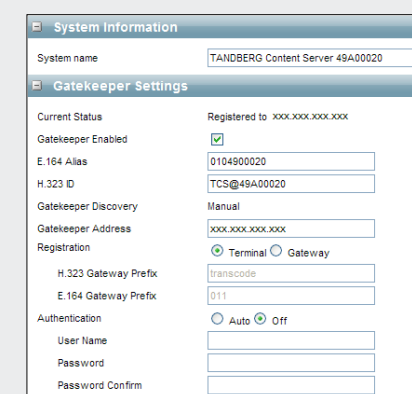 System Information
System name TANDBERG Content Server 49A00020
Gatekeeper Settings
Current Status Registered to xxx.xxx.xxx.xxx
Gatekeeper Enabled
E.164 Alias 0104900020
H.323 ID TCS@49A00020
Gatekeeper Discovery Manual
Gatekeeper Address xxx.xxx.xxx.xxx
Registration Terminal Gateway
H.323 Gateway Prefix transcode
E.164 Gateway Prefix 011
Authentication Auto Off
User Name
Password
Password Confirm